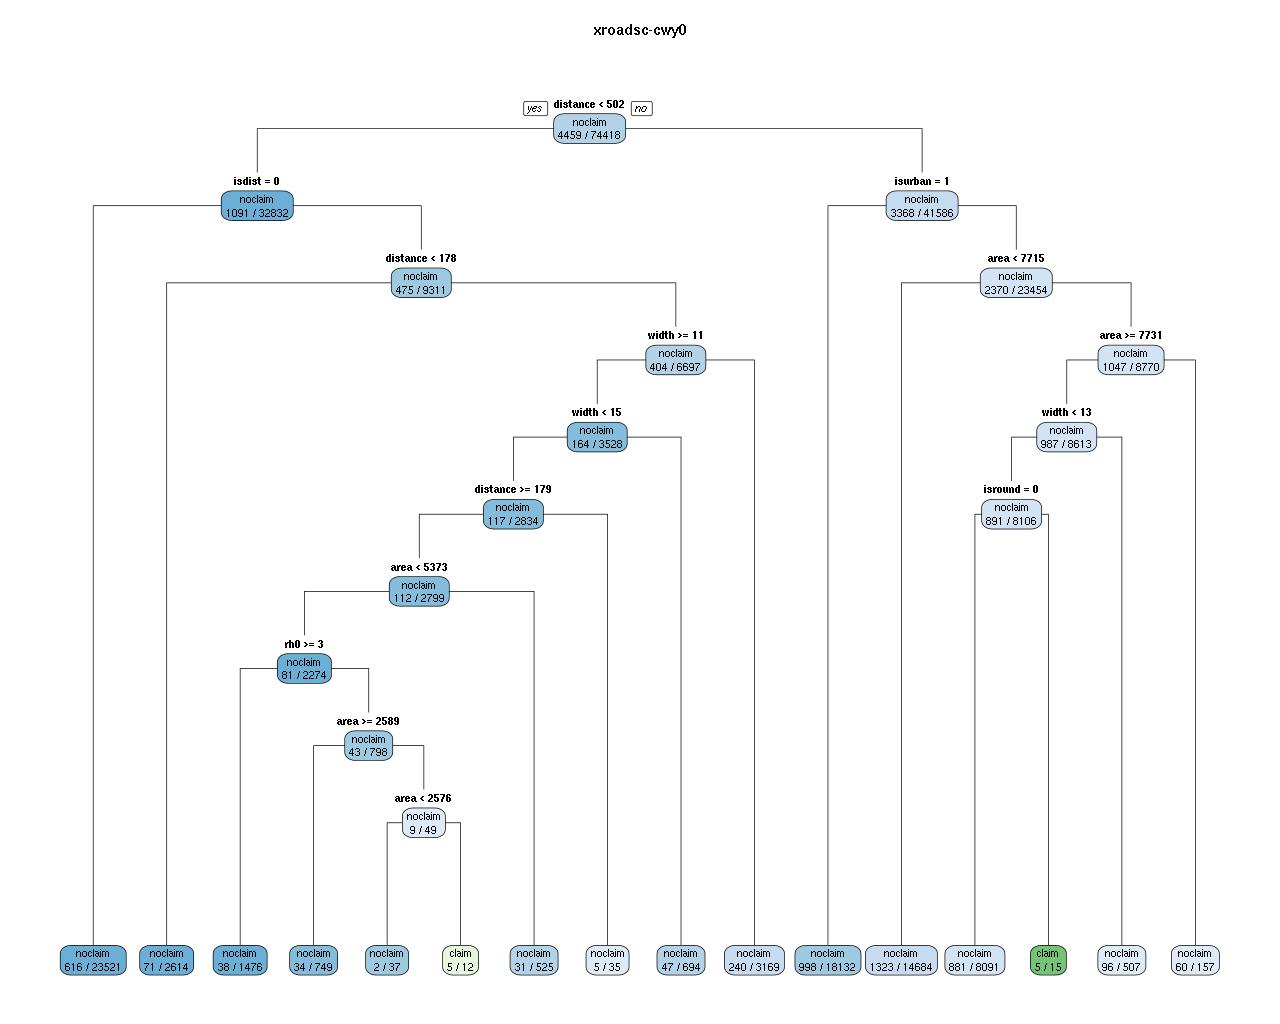 xroadsc-cwy0
yes distance < 502 no
noclaim
4459 / 74418
isdist = 0
noclaim
1091 / 32832
isurban = 1
noclaim
3368 / 41586
distance < 178
noclaim
475 / 9311
area < 7715
noclaim
2370 / 23454
width >= 11
noclaim
404 / 6697
area >= 7731
noclaim
1047 / 8770
width < 15
noclaim
164 / 3528
width < 13
noclaim
987 / 8613
distance >= 179
noclaim
117 / 2834
isround = 0
noclaim
891 / 8106
area < 5373
noclaim
112 / 2799
rh0 >= 3
noclaim
81 / 2274
area >= 2589
noclaim
43 / 798
area < 2576
noclaim
9 / 49
noclaim
616 / 23521
noclaim
71 / 2614
noclaim
38 / 1476
noclaim
34 / 749
noclaim
2 / 37
claim
5 / 12
noclaim
31 / 525
noclaim
5 / 35
noclaim
47 / 694
noclaim
240 / 3169
noclaim
998 / 18132
noclaim
1323 / 14684
noclaim
881 / 8091
claim
5 / 15
noclaim
96 / 507
noclaim
60 / 157